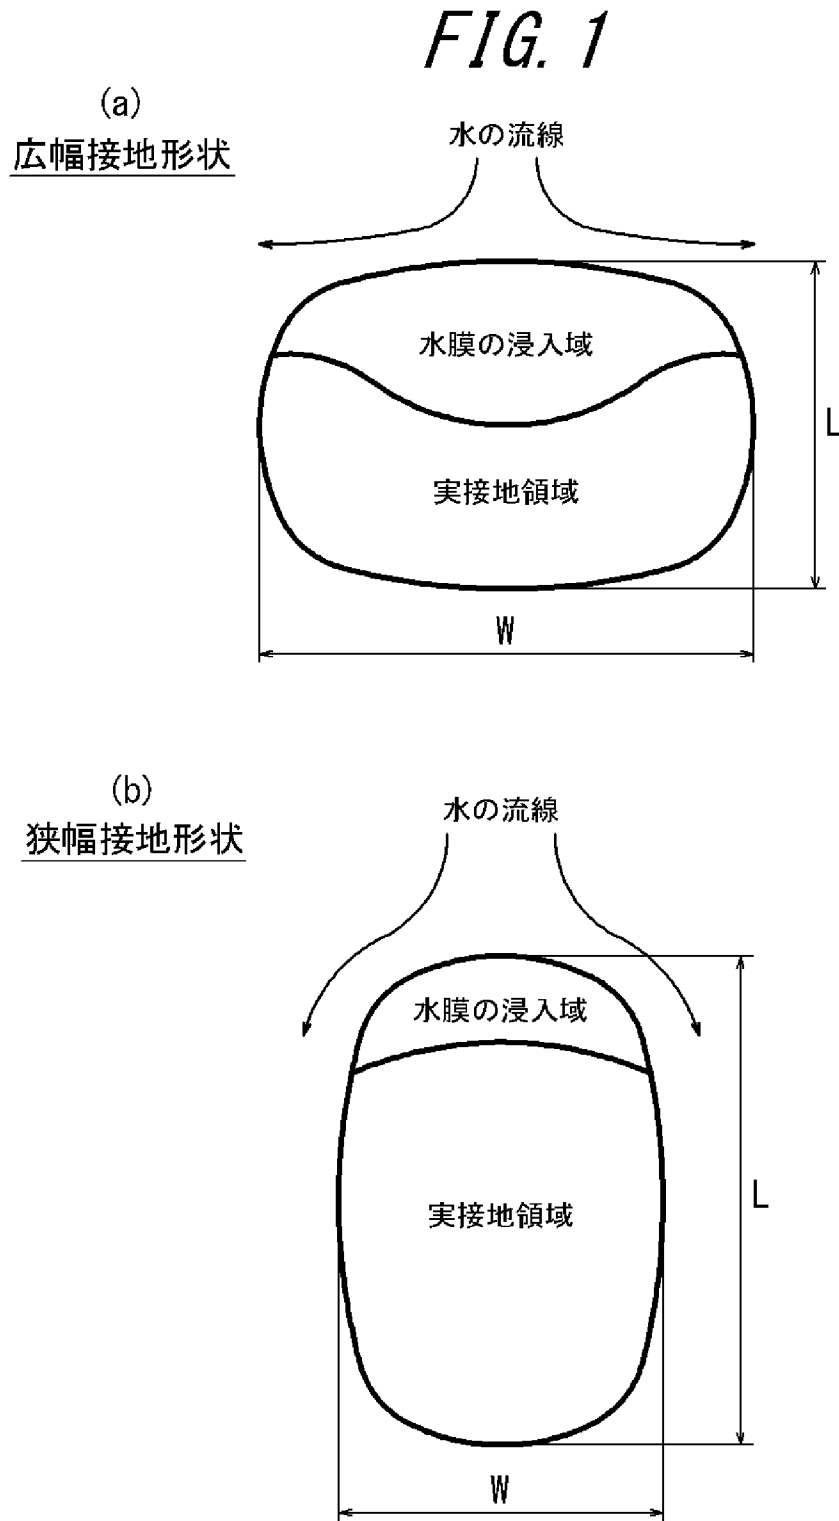 FIG. 1
(a)
広幅接地形状
水の流線
水膜の浸入域
L
実接地領域
W
(b)
狭幅接地形状
水の流線
水膜の浸入域
L
実接地領域
W